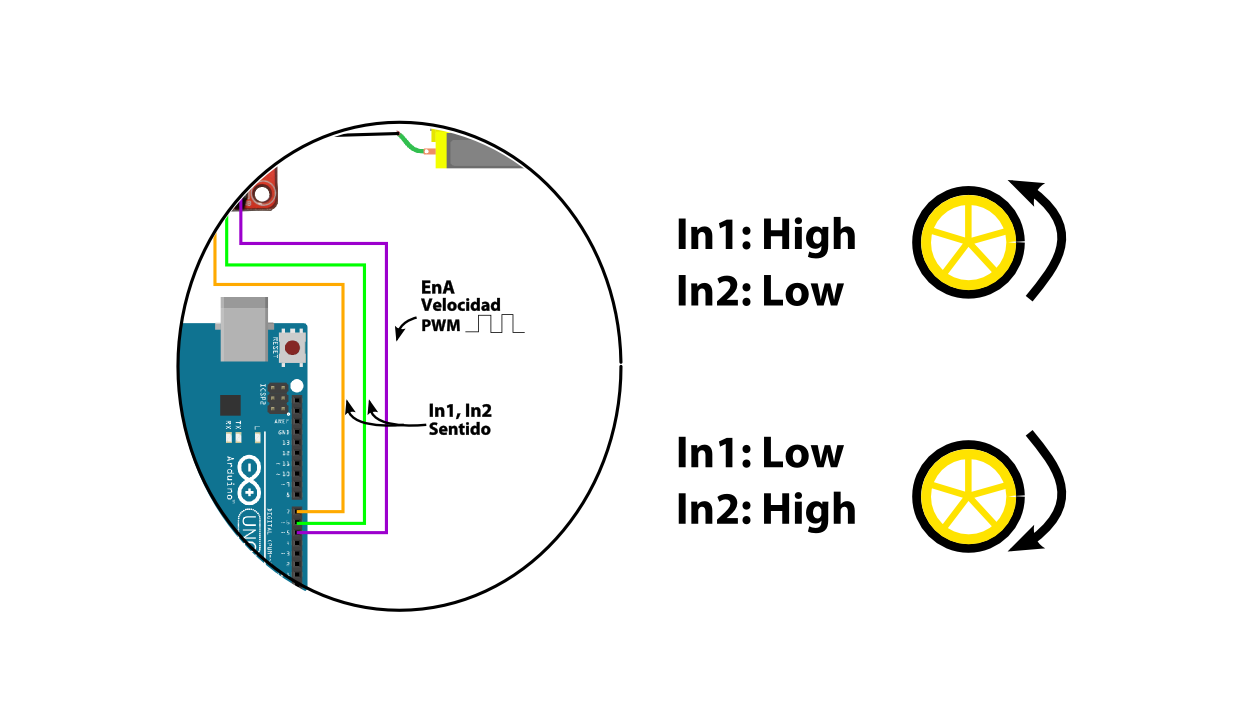 EnA
Velocidad
PWM
In1, In2
Sentido
RESET
ICSP2
AREF
GND
13
12
~11
~10
~9
8
7
~6
~5
4
~3
2
L
TX
RX
Arduino
UNO
DIGITAL (PWM~
In1: High
In2: Low
In1: Low
In2: High